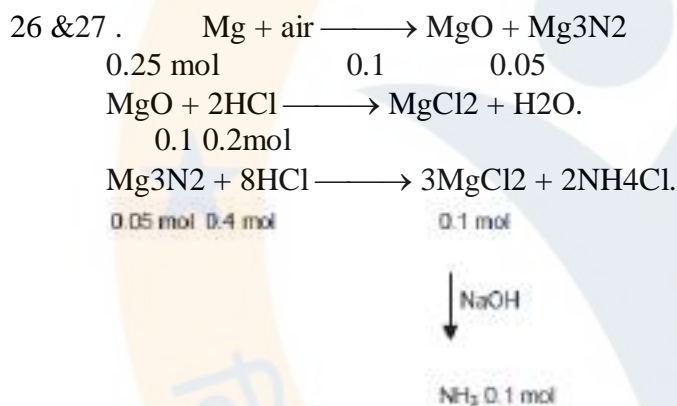 26 &27 . Mg + air ⟶ MgO + Mg3N2
0.25 mol 0.1 0.05
MgO + 2HCl ⟶ MgCl2 + H2O.
0.1 0.2mol
Mg3N2 + 8HCl ⟶ 3MgCl2 + 2NH4Cl.
0.05 mol 0.4 mol 0.1 mol
NaOH
NH₃ 0.1 mol